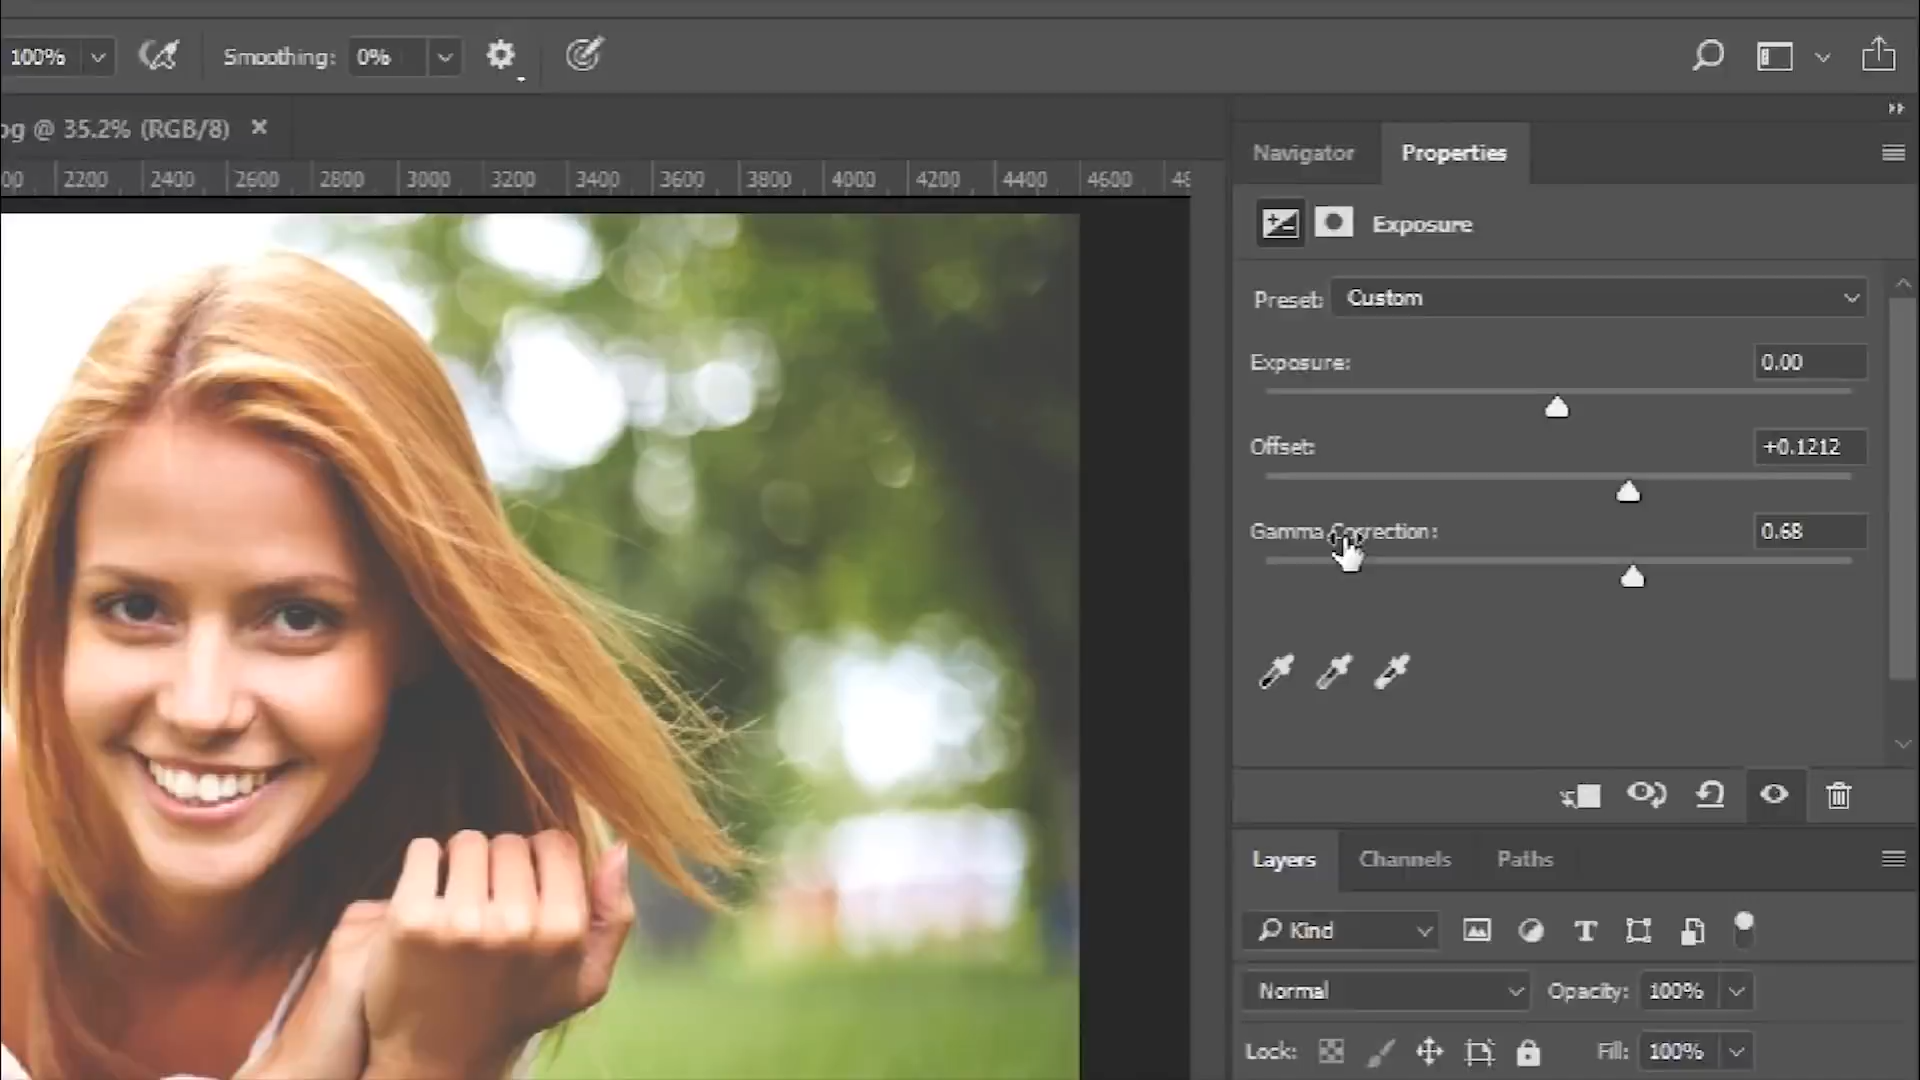 100%
Smoothing: 0%
og @ 35.2% (RGB/8)
2200 2400 2600 2800 3000 3200 3400 3600 3800 4000 4200 4400 4600
Navigator Properties
Exposure
Preset: Custom
Exposure: 0.00
Offset: +0.1212
Gamma Correction: 0.68
Layers Channels Paths
Kind
Normal Opacity: 100%
Lock: Fill: 100%